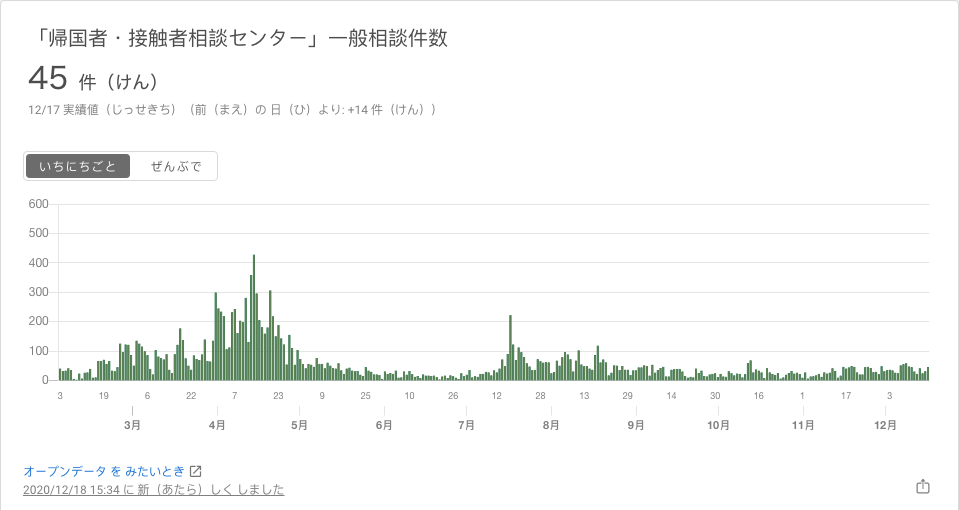 「帰国者・接触者相談センター」一般相談件数
45 件（けん）
12/17 実績値（じっせきち）（前（まえ）の 日（ひ）より: +14 件（けん））
いちにちごと ぜんぶで
600
500
400
300
200
100
0
3 19 6 22 7 23 9 25 10 26 12 28 13 29 14 30 16 1 17 3
3月 4月 5月 6月 7月 8月 9月 10月 11月 12月
オープンデータ を みたいとき
2020/12/18 15:34 に 新（あたら）しく しました